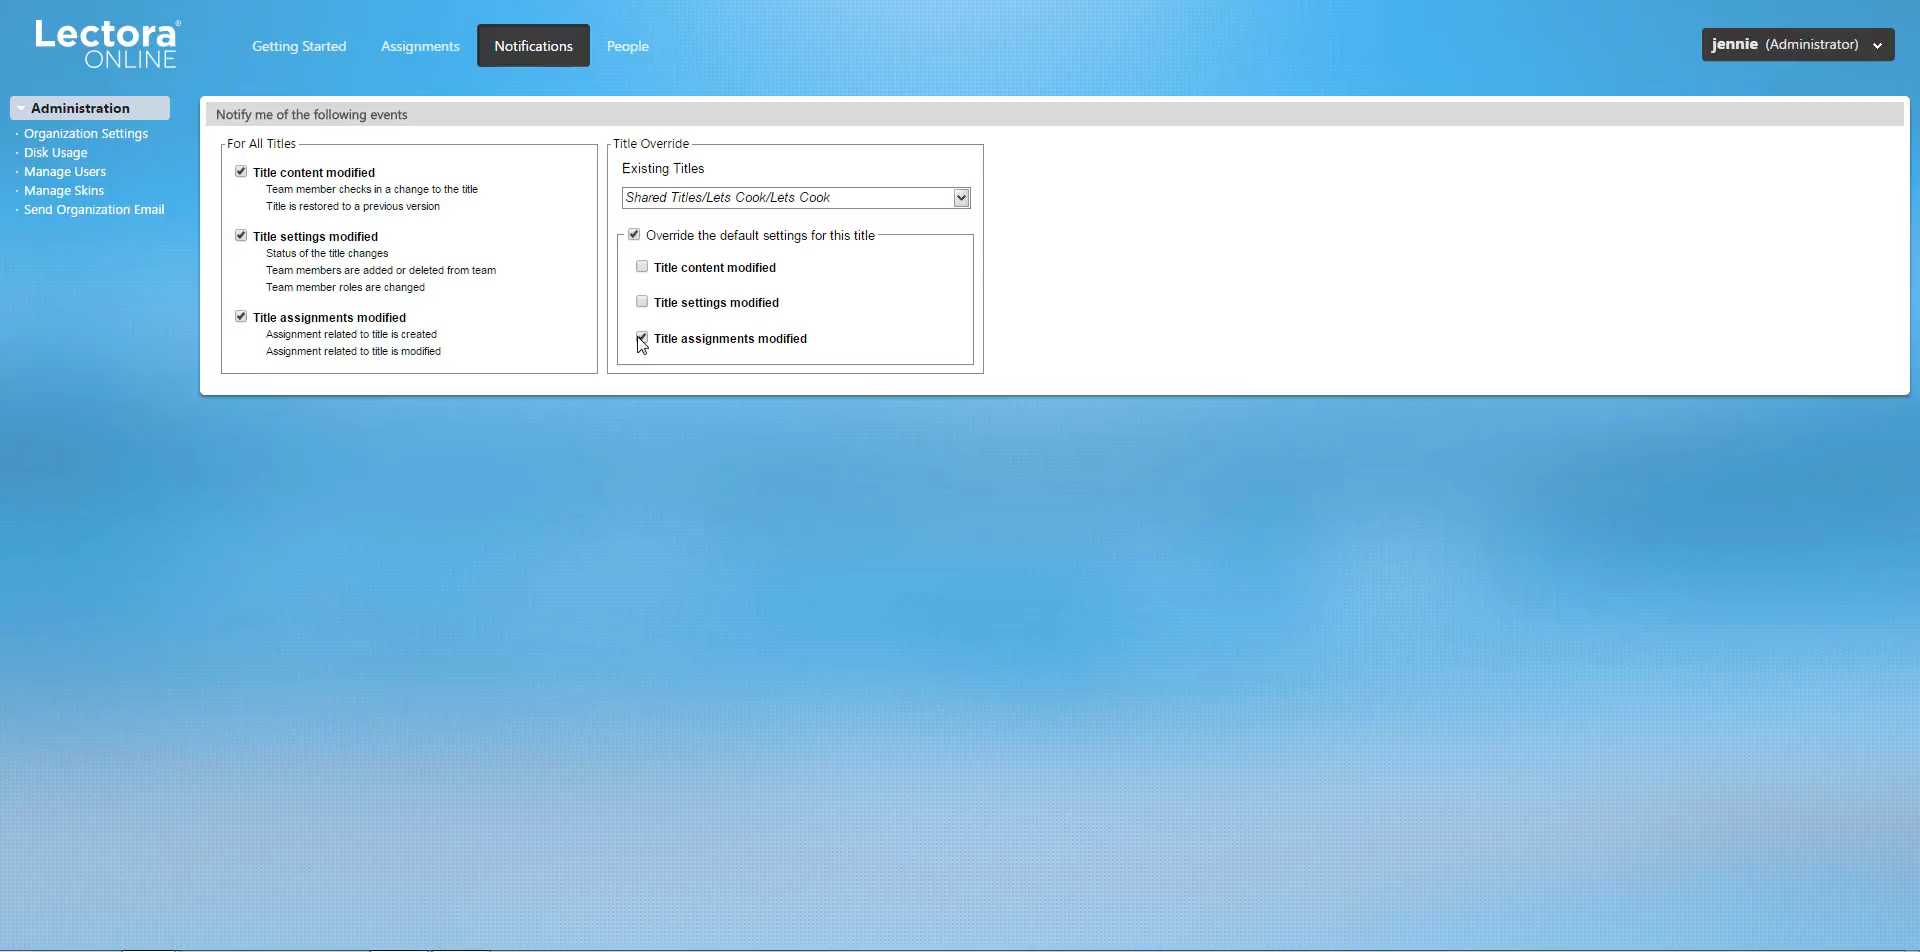 Lectora®
ONLINE
Getting Started
Assignments
Notifications
People
jennie (Administrator)
Administration
Organization Settings
Disk Usage
Manage Users
Manage Skins
Send Organization Email
Notify me of the following events
For All Titles
Title content modified
Team member checks in a change to the title
Title is restored to a previous version
Title settings modified
Status of the title changes
Team members are added or deleted from team
Team member roles are changed
Title assignments modified
Assignment related to title is created
Assignment related to title is modified
Title Override
Existing Titles
Shared Titles/Lets Cook/Lets Cook
Override the default settings for this title
Title content modified
Title settings modified
Title assignments modified